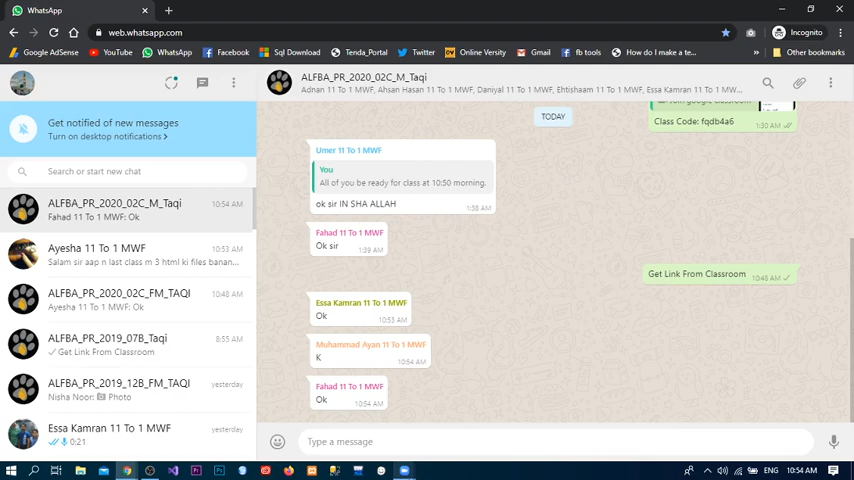 WhatsApp
web.whatsapp.com
Incognito
Google AdSense
YouTube
WhatsApp
Facebook
Sql Download
Tenda_Portal
Twitter
Online Versity
Gmail
fb tools
How do I make a te...
Other bookmarks
ALFBA_PR_2020_02C_M_Taqi
Adnan 11 To 1 MWF, Ahsan Hasan 11 To 1 MWF, Daniyal 11 To 1 MWF, Ehtishaam 11 To 1 MWF, Essa Kamran 11 To 1 MW...
Get notified of new messages
Turn on desktop notifications >
Search or start new chat
ALFBA_PR_2020_02C_M_Taqi
10:54 AM
Fahad 11 To 1 MWF: Ok
Ayesha 11 To 1 MWF
10:53 AM
Salam sir aap n last class m 3 html ki files banan...
ALFBA_PR_2020_02C_FM_TAQI
10:48 AM
Ayesha 11 To 1 MWF: Ok
ALFBA_PR_2019_07B_Taqi
8:55 AM
Get Link From Classroom
ALFBA_PR_2019_12B_FM_TAQI
yesterday
Nisha Noor: Photo
Essa Kamran 11 To 1 MWF
yesterday
0:21
Class Code: fqdb4a6
1:30 AM
TODAY
Umer 11 To 1 MWF
You
All of you be ready for class at 10:50 morning.
ok sir IN SHA ALLAH
1:38 AM
Fahad 11 To 1 MWF
Ok sir
1:39 AM
Get Link From Classroom
10:48 AM
Essa Kamran 11 To 1 MWF
Ok
10:53 AM
Muhammad Ayan 11 To 1 MWF
K
10:54 AM
Fahad 11 To 1 MWF
Ok
10:54 AM
Type a message
ENG
10:54 AM